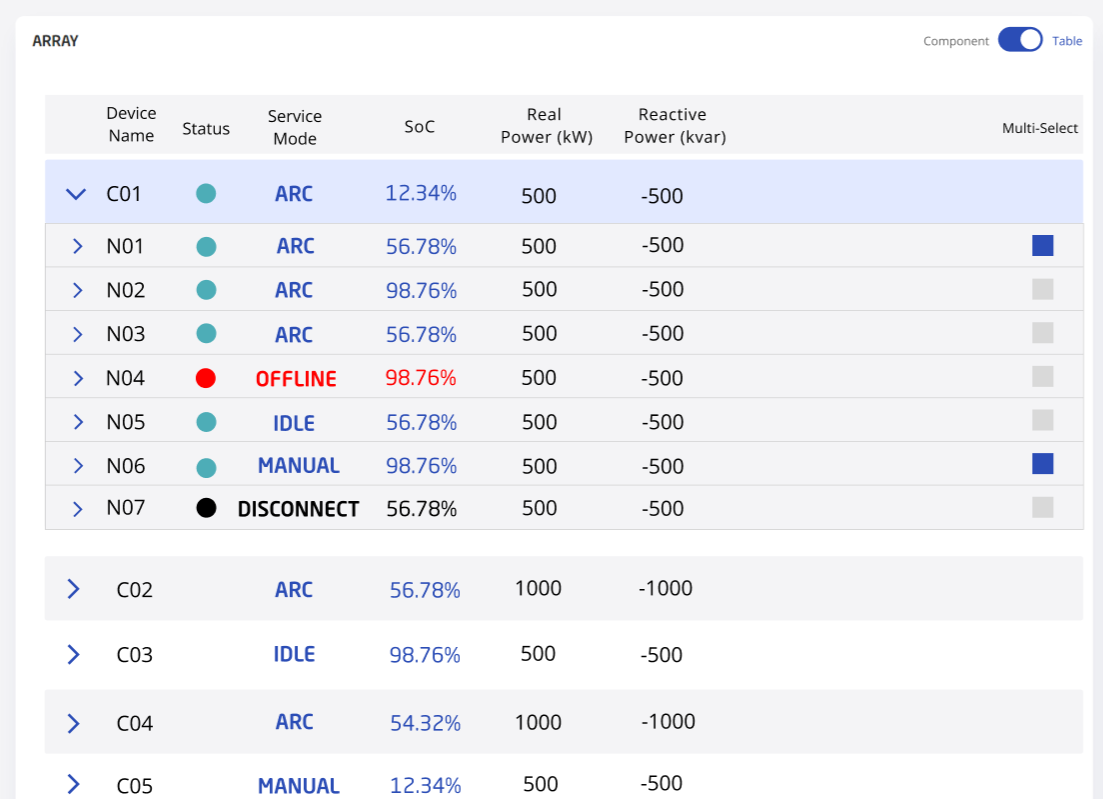 ARRAY
Component Table
Device Name Status Service Mode SoC Real Power (kW) Reactive Power (kvar) Multi-Select
C01 ARC 12.34% 500 -500
N01 ARC 56.78% 500 -500
N02 ARC 98.76% 500 -500
N03 ARC 56.78% 500 -500
N04 OFFLINE 98.76% 500 -500
N05 IDLE 56.78% 500 -500
N06 MANUAL 98.76% 500 -500
N07 DISCONNECT 56.78% 500 -500
C02 ARC 56.78% 1000 -1000
C03 IDLE 98.76% 500 -500
C04 ARC 54.32% 1000 -1000
C05 MANUAL 12.34% 500 -500